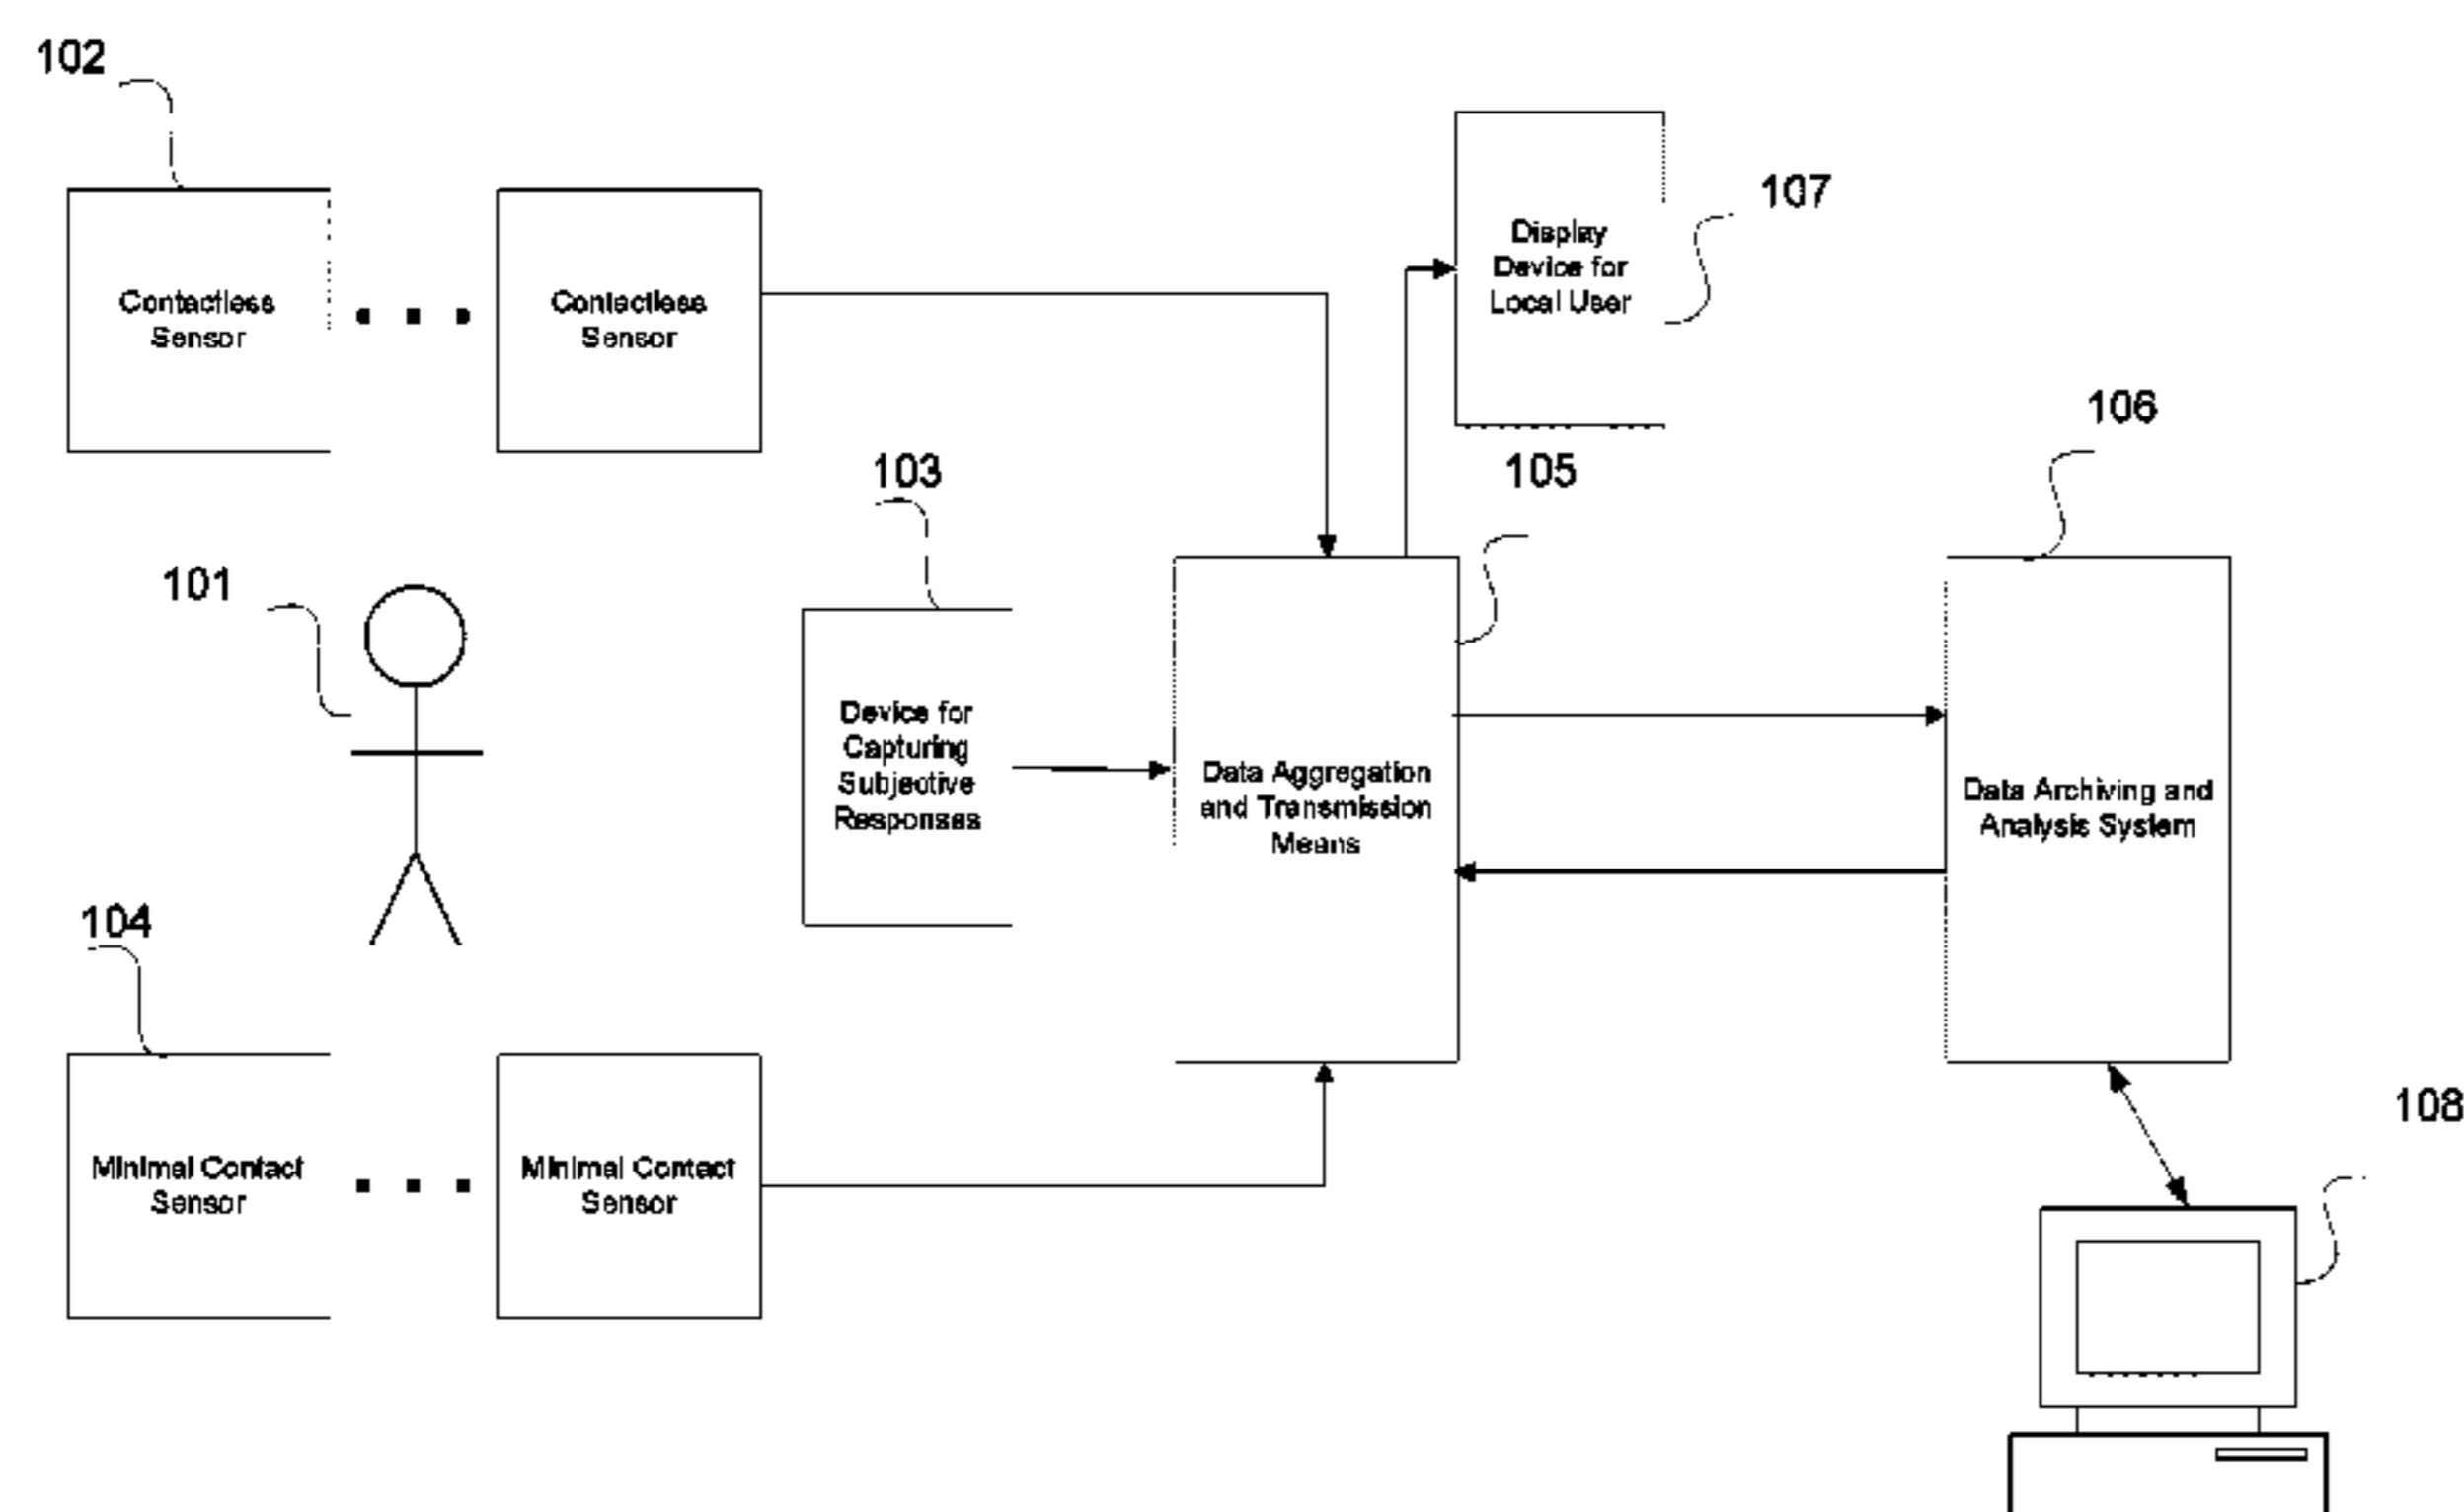 102
107
Contactless
Sensor
Contactless
Sensor
Display
Device for
Local User
106
103
105
101
Device for
Capturing
Subjective
Responses
Data Aggregation
and Transmission
Means
Data Archiving and
Analysis System
104
108
Minimal Contact
Sensor
Minimal Contact
Sensor